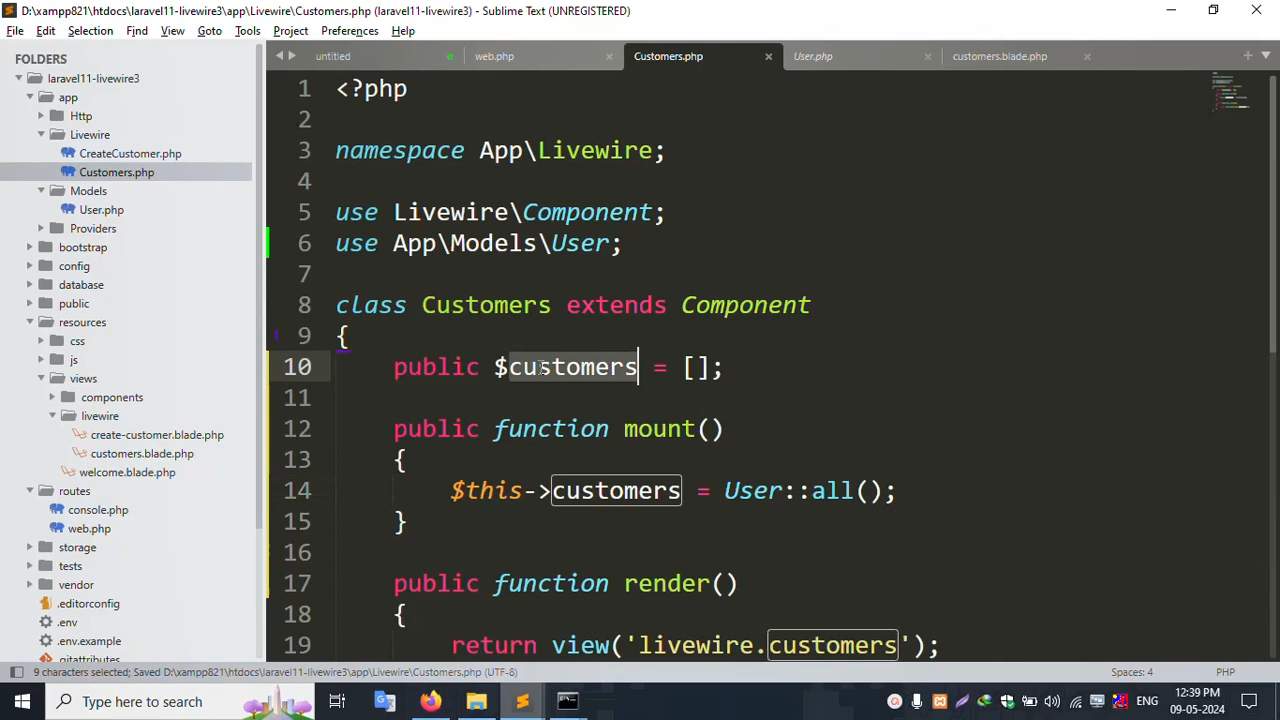 D:\xampp821\htdocs\laravel11-livewire3\app\Livewire\Customers.php (laravel11-livewire3) - Sublime Text (UNREGISTERED)
File Edit Selection Find View Goto Tools Project Preferences Help
FOLDERS
laravel11-livewire3
app
Http
Livewire
CreateCustomer.php
Customers.php
Models
User.php
Providers
bootstrap
config
database
public
resources
css
js
views
components
livewire
create-customer.blade.php
customers.blade.php
welcome.blade.php
routes
console.php
web.php
storage
tests
vendor
.editorconfig
.env
.env.example
.gitattributes
untitled web.php Customers.php User.php customers.blade.php
1 <?php
2
3 namespace App\Livewire;
4
5 use Livewire\Component;
6 use App\Models\User;
7
8 class Customers extends Component
9 {
10 public $customers = [];
11
12 public function mount()
13 {
14 $this->customers = User::all();
15 }
16
17 public function render()
18 {
19 return view('livewire.customers');
9 characters selected; Saved D:\xampp821\htdocs\laravel11-livewire3\app\Livewire\Customers.php (UTF-8) Spaces: 4 PHP
Type here to search
ENG
12:39 PM
09-05-2024